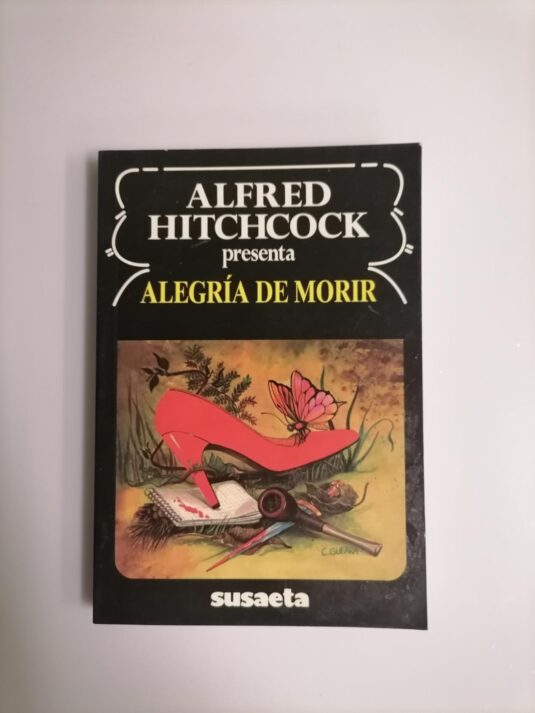 ALFRED
HITCHCOCK
presenta
ALEGRÍA DE MORIR
susaeta